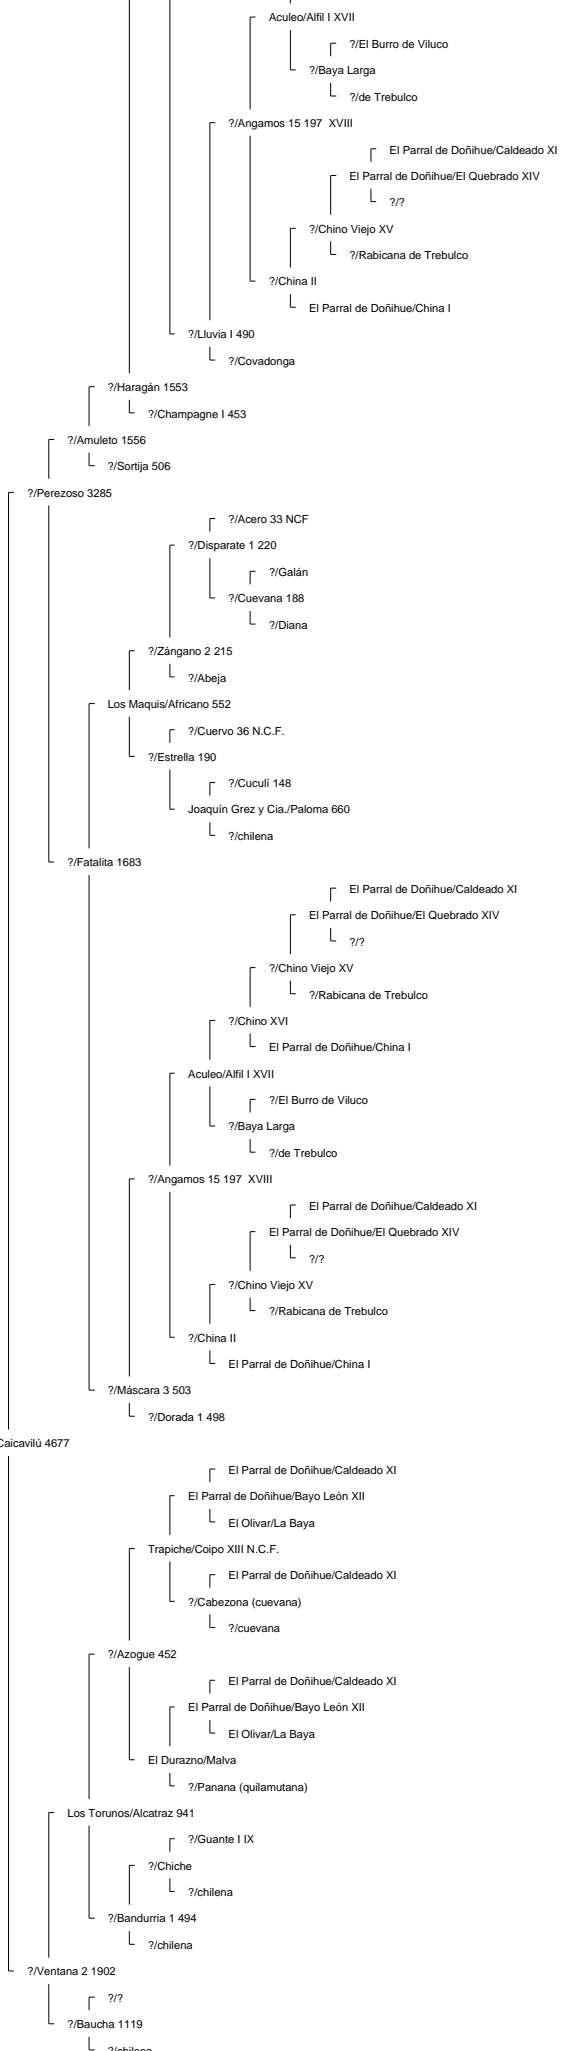 Aculeo/Alfil I XVII
?/El Burro de Viluco
?/Baya Larga
?/de Trebulco
?/Angamos 15 197 XVIII
El Parral de Doñihue/Caldeado XI
El Parral de Doñihue/El Quebrado XIV
?/?
?/Chino Viejo XV
?/Rabicana de Trebulco
?/China II
El Parral de Doñihue/China I
?/Lluvia I 490
?/Covadonga
?/Haragán 1553
?/Champagne I 453
?/Amuleto 1556
?/Sortija 506
?/Perezoso 3285
?/Acero 33 NCF
?/Disparate 1 220
?/Galán
?/Cuevana 188
?/Diana
?/Zángano 2 215
?/Abeja
Los Maquis/Africano 552
?/Cuervo 36 N.C.F.
?/Estrella 190
?/Cuculí 148
Joaquín Grez y Cia./Paloma 660
?/chilena
?/Fatalita 1683
El Parral de Doñihue/Caldeado XI
El Parral de Doñihue/El Quebrado XIV
?/?
?/Chino Viejo XV
?/Rabicana de Trebulco
?/Chino XVI
El Parral de Doñihue/China I
Aculeo/Alfil I XVII
?/El Burro de Viluco
?/Baya Larga
?/de Trebulco
?/Angamos 15 197 XVIII
El Parral de Doñihue/Caldeado XI
El Parral de Doñihue/El Quebrado XIV
?/?
?/Chino Viejo XV
?/Rabicana de Trebulco
?/China II
El Parral de Doñihue/China I
?/Máscara 3 503
?/Dorada 1 498
Caicavilú 4677
El Parral de Doñihue/Caldeado XI
El Parral de Doñihue/Bayo León XII
El Olivar/La Baya
Trapiche/Coipo XIII N.C.F.
El Parral de Doñihue/Caldeado XI
?/Cabezona (cuevana)
?/cuevana
?/Azogue 452
El Parral de Doñihue/Caldeado XI
El Parral de Doñihue/Bayo León XII
El Olivar/La Baya
El Durazno/Malva
?/Panana (quilamutana)
Los Torunos/Alcatraz 941
?/Guante I IX
?/Chiche
?/chilena
?/Bandurria 1 494
?/chilena
?/Ventana 2 1902
?/?
?/Baucha 1119
?/chilena